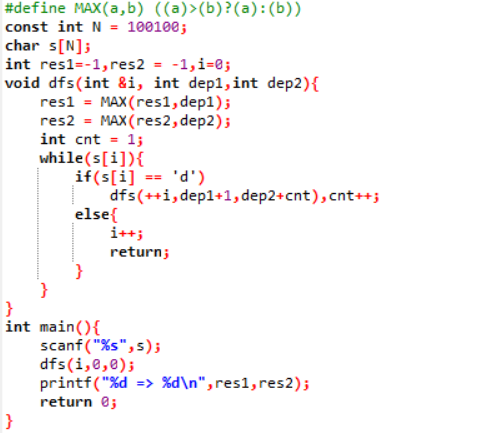 #define MAX(a,b) ((a)>(b)?(a):(b))
const int N = 100100;
char s[N];
int res1=-1,res2 = -1,i=0;
void dfs(int &i, int dep1,int dep2){
    res1 = MAX(res1,dep1);
    res2 = MAX(res2,dep2);
    int cnt = 1;
    while(s[i]){
        if(s[i] == 'd')
            dfs(++i,dep1+1,dep2+cnt),cnt++;
        else{
            i++;
            return;
        }
    }
}
int main(){
    scanf("%s",s);
    dfs(i,0,0);
    printf("%d => %d\n",res1,res2);
    return 0;
}